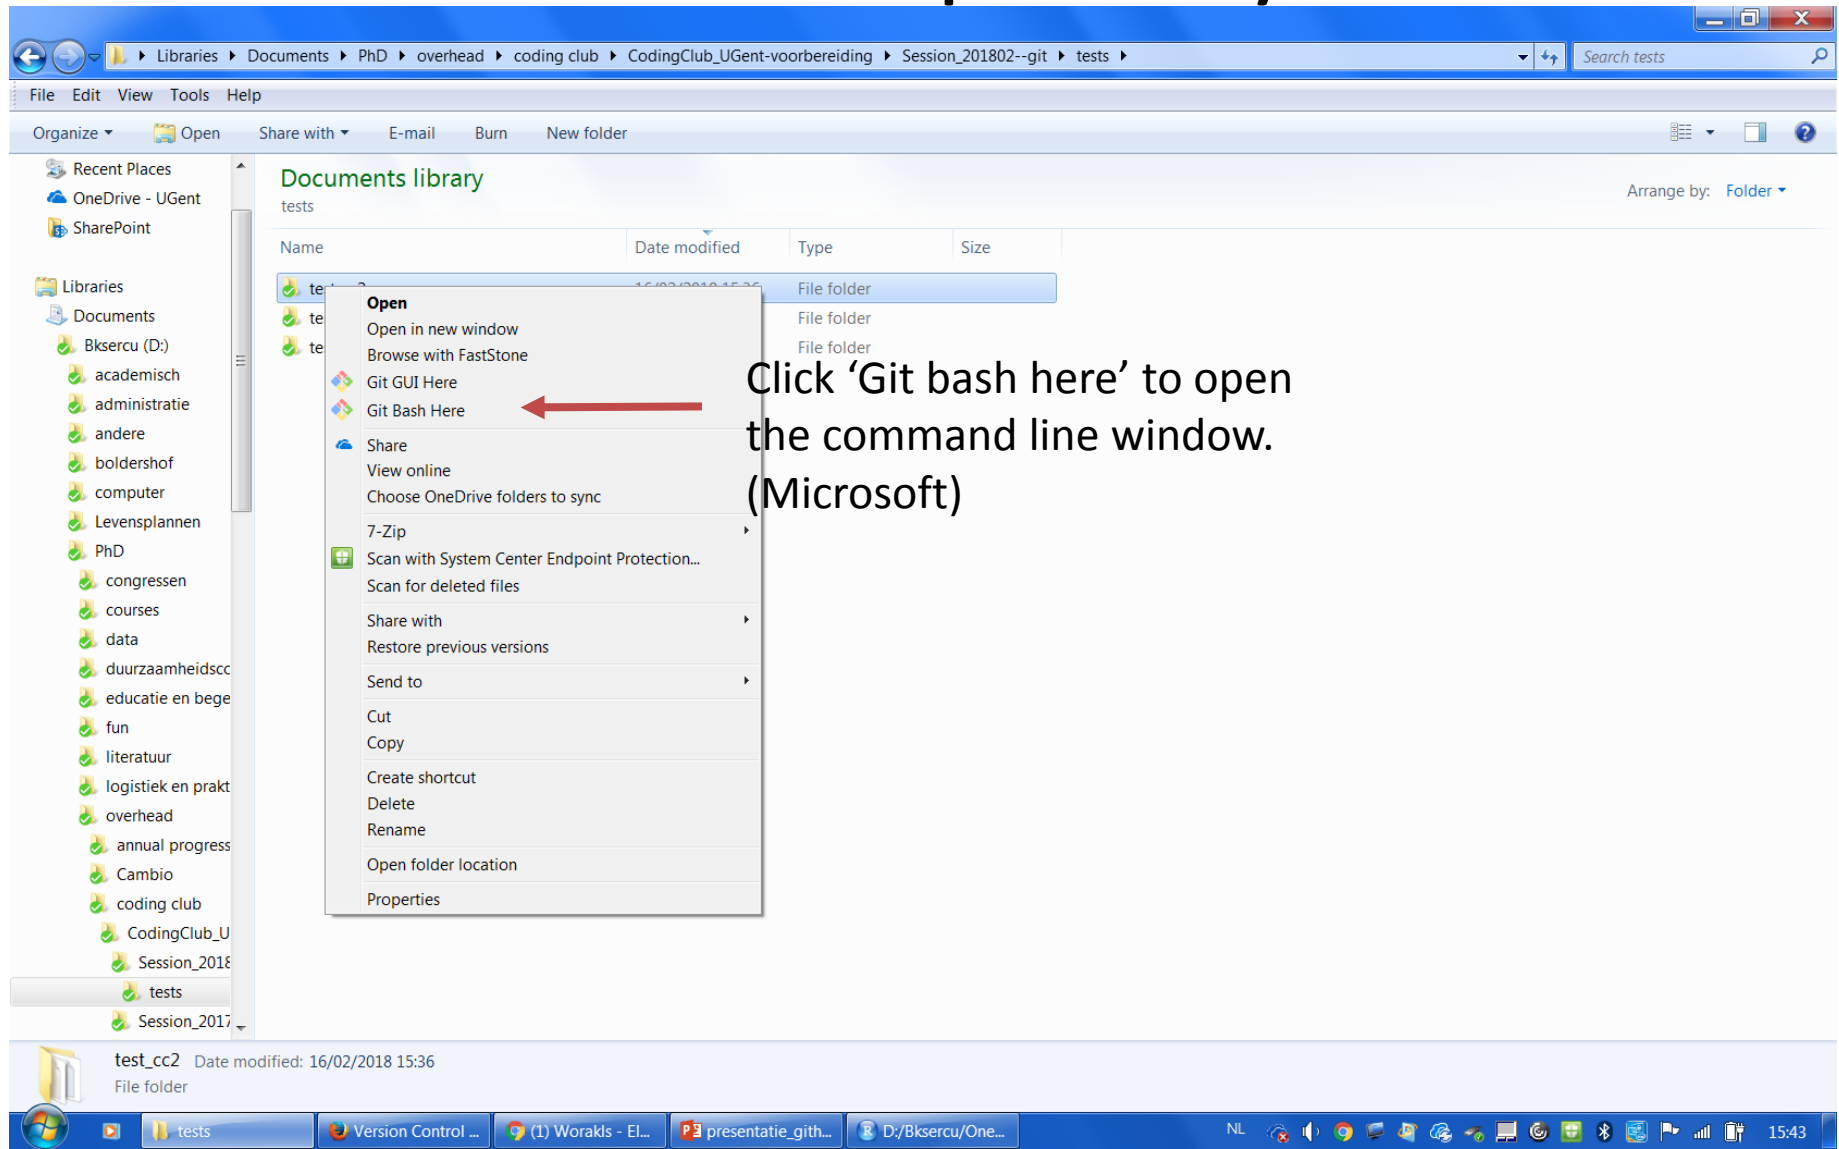 Libraries Documents PhD overhead coding club CodingClub_UGent-voorbereiding Session_201802--git tests
Search tests
File Edit View Tools Help
Organize Open Share with E-mail Burn New folder
Recent Places
OneDrive - UGent
SharePoint
Libraries
Documents
Bksercu (D:)
academisch
administratie
andere
boldershof
computer
Levensplannen
PhD
congressen
courses
data
duurzaamheidscc
educatie en bege
fun
literatuur
logistiek en prakt
overhead
annual progress
Cambio
coding club
CodingClub_U
Session_2018
tests
Session_2017
Documents library
tests
Arrange by: Folder
Name Date modified Type Size
File folder
te File folder
te File folder
Open
Open in new window
Browse with FastStone
Git GUI Here
Git Bash Here
Share
View online
Choose OneDrive folders to sync
7-Zip
Scan with System Center Endpoint Protection...
Scan for deleted files
Share with
Restore previous versions
Send to
Cut
Copy
Create shortcut
Delete
Rename
Open folder location
Properties
Click ‘Git bash here’ to open
the command line window.
(Microsoft)
test_cc2 Date modified: 16/02/2018 15:36
File folder
tests Version Control ... (1) Worakls - El... presentatie_gith... D:/Bksercu/One... NL 15:43